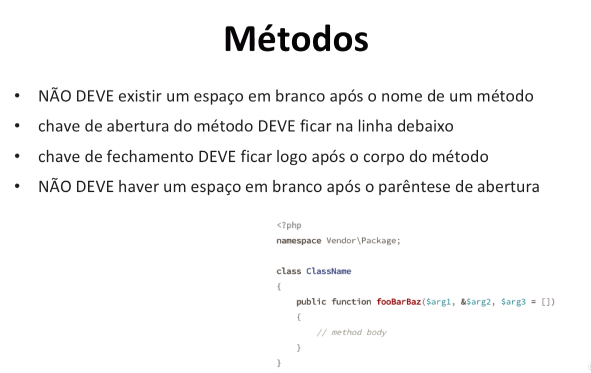 Métodos
• NÃO DEVE existir um espaço em branco após o nome de um método
• chave de abertura do método DEVE ficar na linha debaixo
• chave de fechamento DEVE ficar logo após o corpo do método
• NÃO DEVE haver um espaço em branco após o parêntese de abertura
<?php
namespace Vendor\Package;
class ClassName
{
    public function fooBarBaz($arg1, &$arg2, $arg3 = [])
    {
        // method body
    }
}